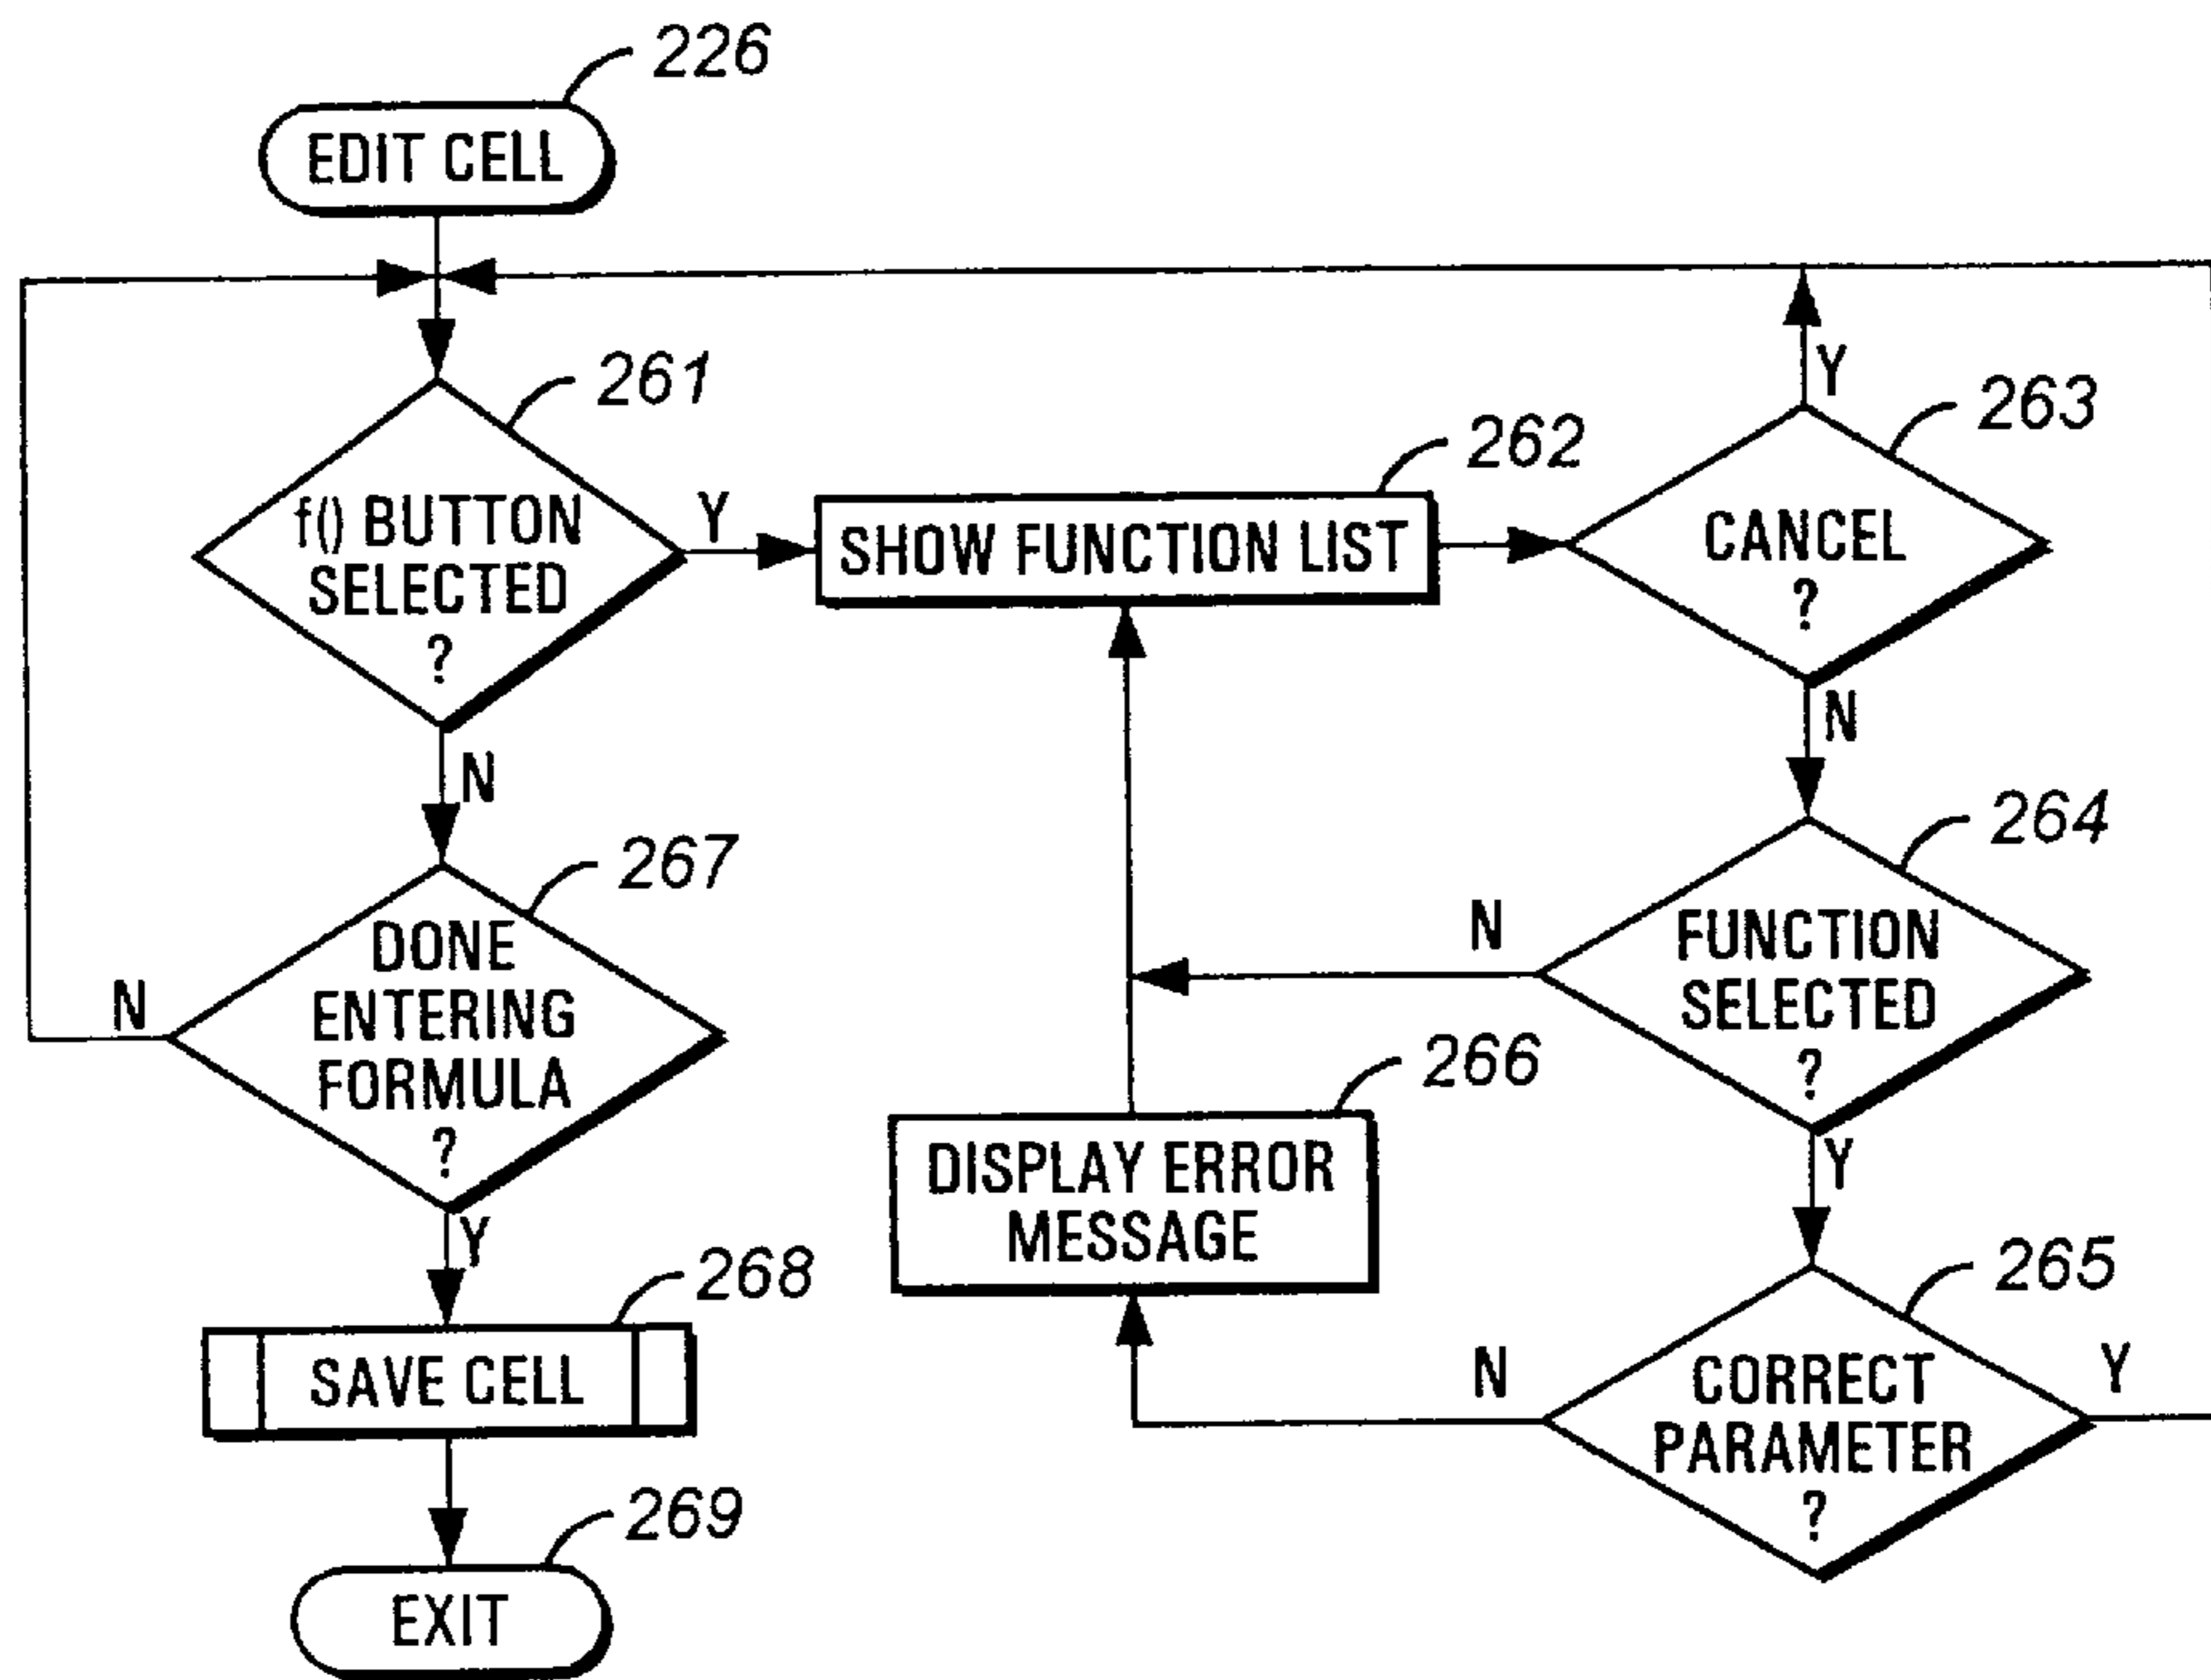 226
EDIT CELL
261
f() BUTTON
SELECTED
?
Y
N
262
SHOW FUNCTION LIST
263
CANCEL
?
Y
N
264
FUNCTION
SELECTED
?
N
Y
265
CORRECT
PARAMETER
?
N
Y
266
DISPLAY ERROR
MESSAGE
267
DONE
ENTERING
FORMULA
?
N
Y
268
SAVE CELL
269
EXIT